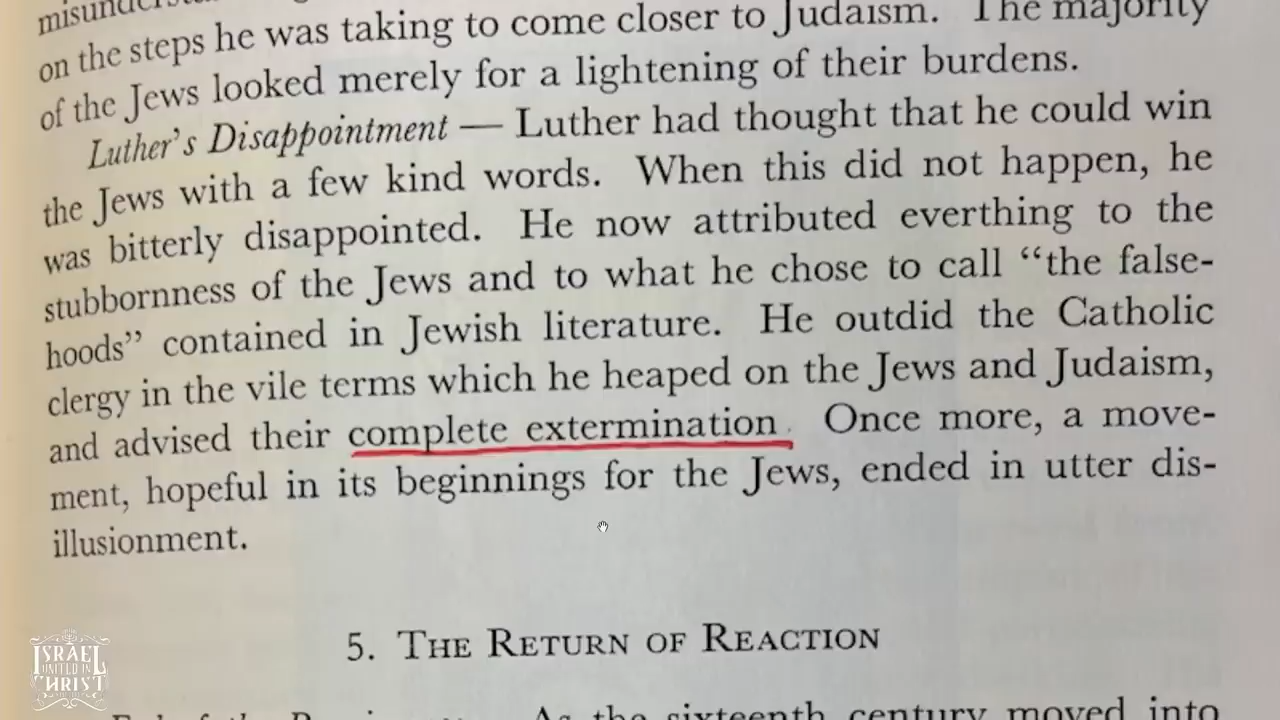 on the steps he was taking to come closer to Judaism. The majority
of the Jews looked merely for a lightening of their burdens.
Luther's Disappointment — Luther had thought that he could win
the Jews with a few kind words. When this did not happen, he
was bitterly disappointed. He now attributed everthing to the
stubbornness of the Jews and to what he chose to call “the false-
hoods” contained in Jewish literature. He outdid the Catholic
clergy in the vile terms which he heaped on the Jews and Judaism,
and advised their complete extermination. Once more, a move-
ment, hopeful in its beginnings for the Jews, ended in utter dis-
illusionment.
5. THE RETURN OF REACTION
As the sixteenth century moved into
ISRAEL
UNITED IN
CHRIST